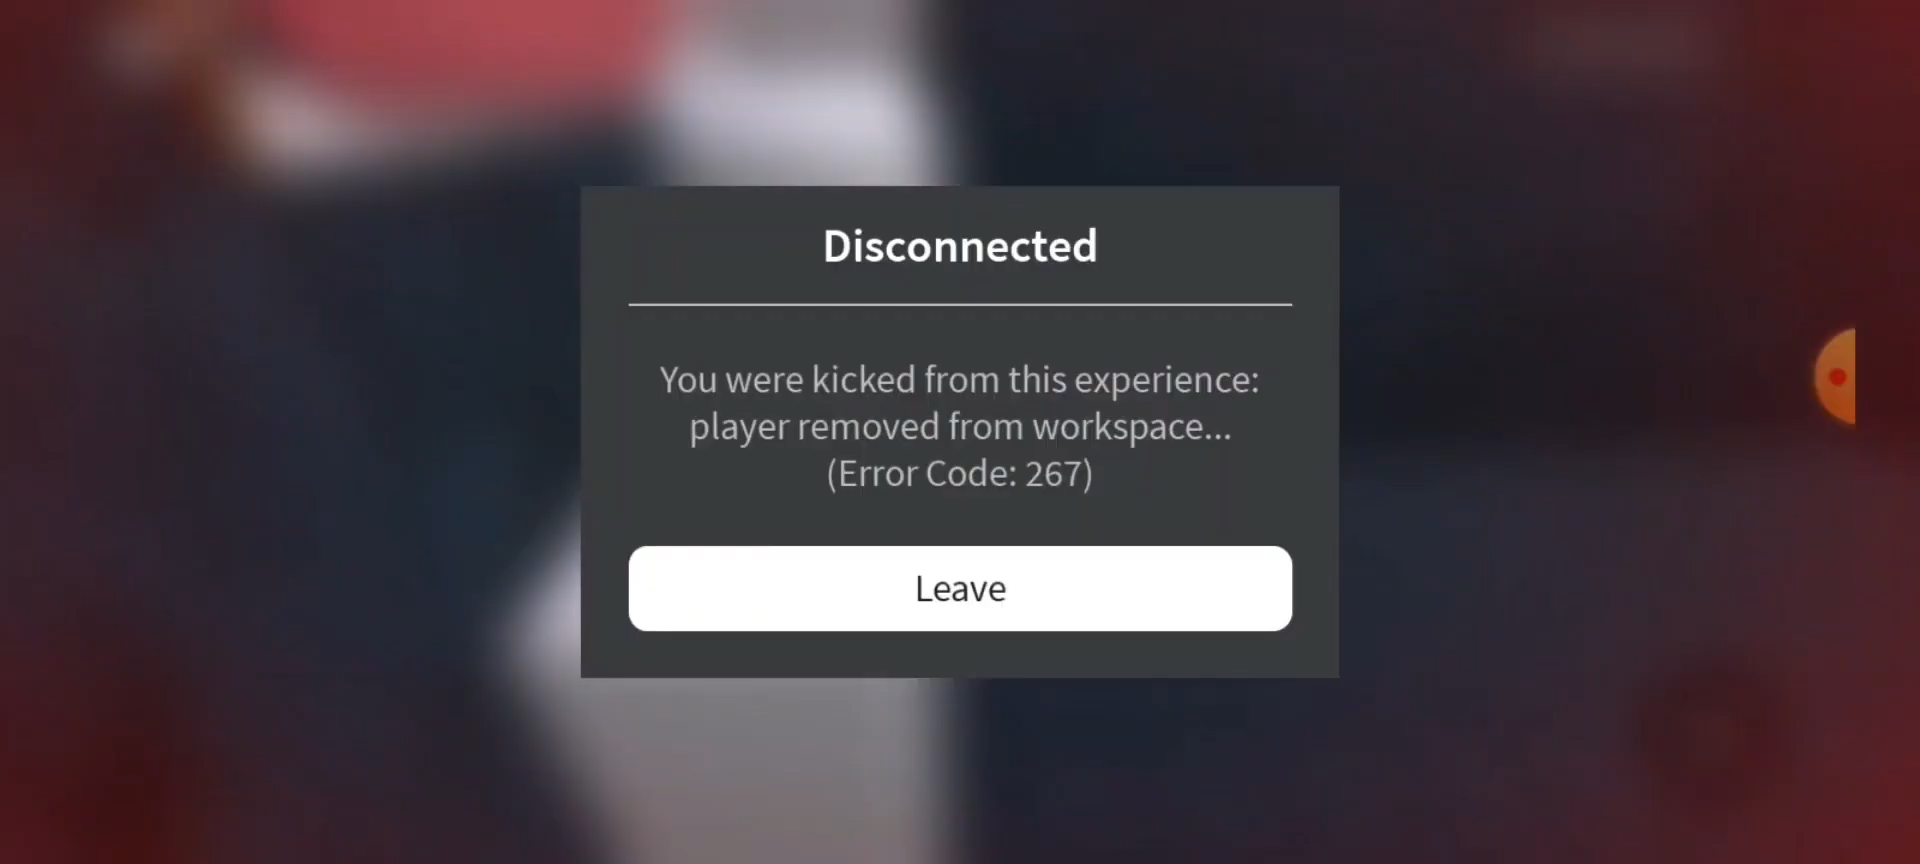 Disconnected
You were kicked from this experience:
player removed from workspace...
(Error Code: 267)
Leave